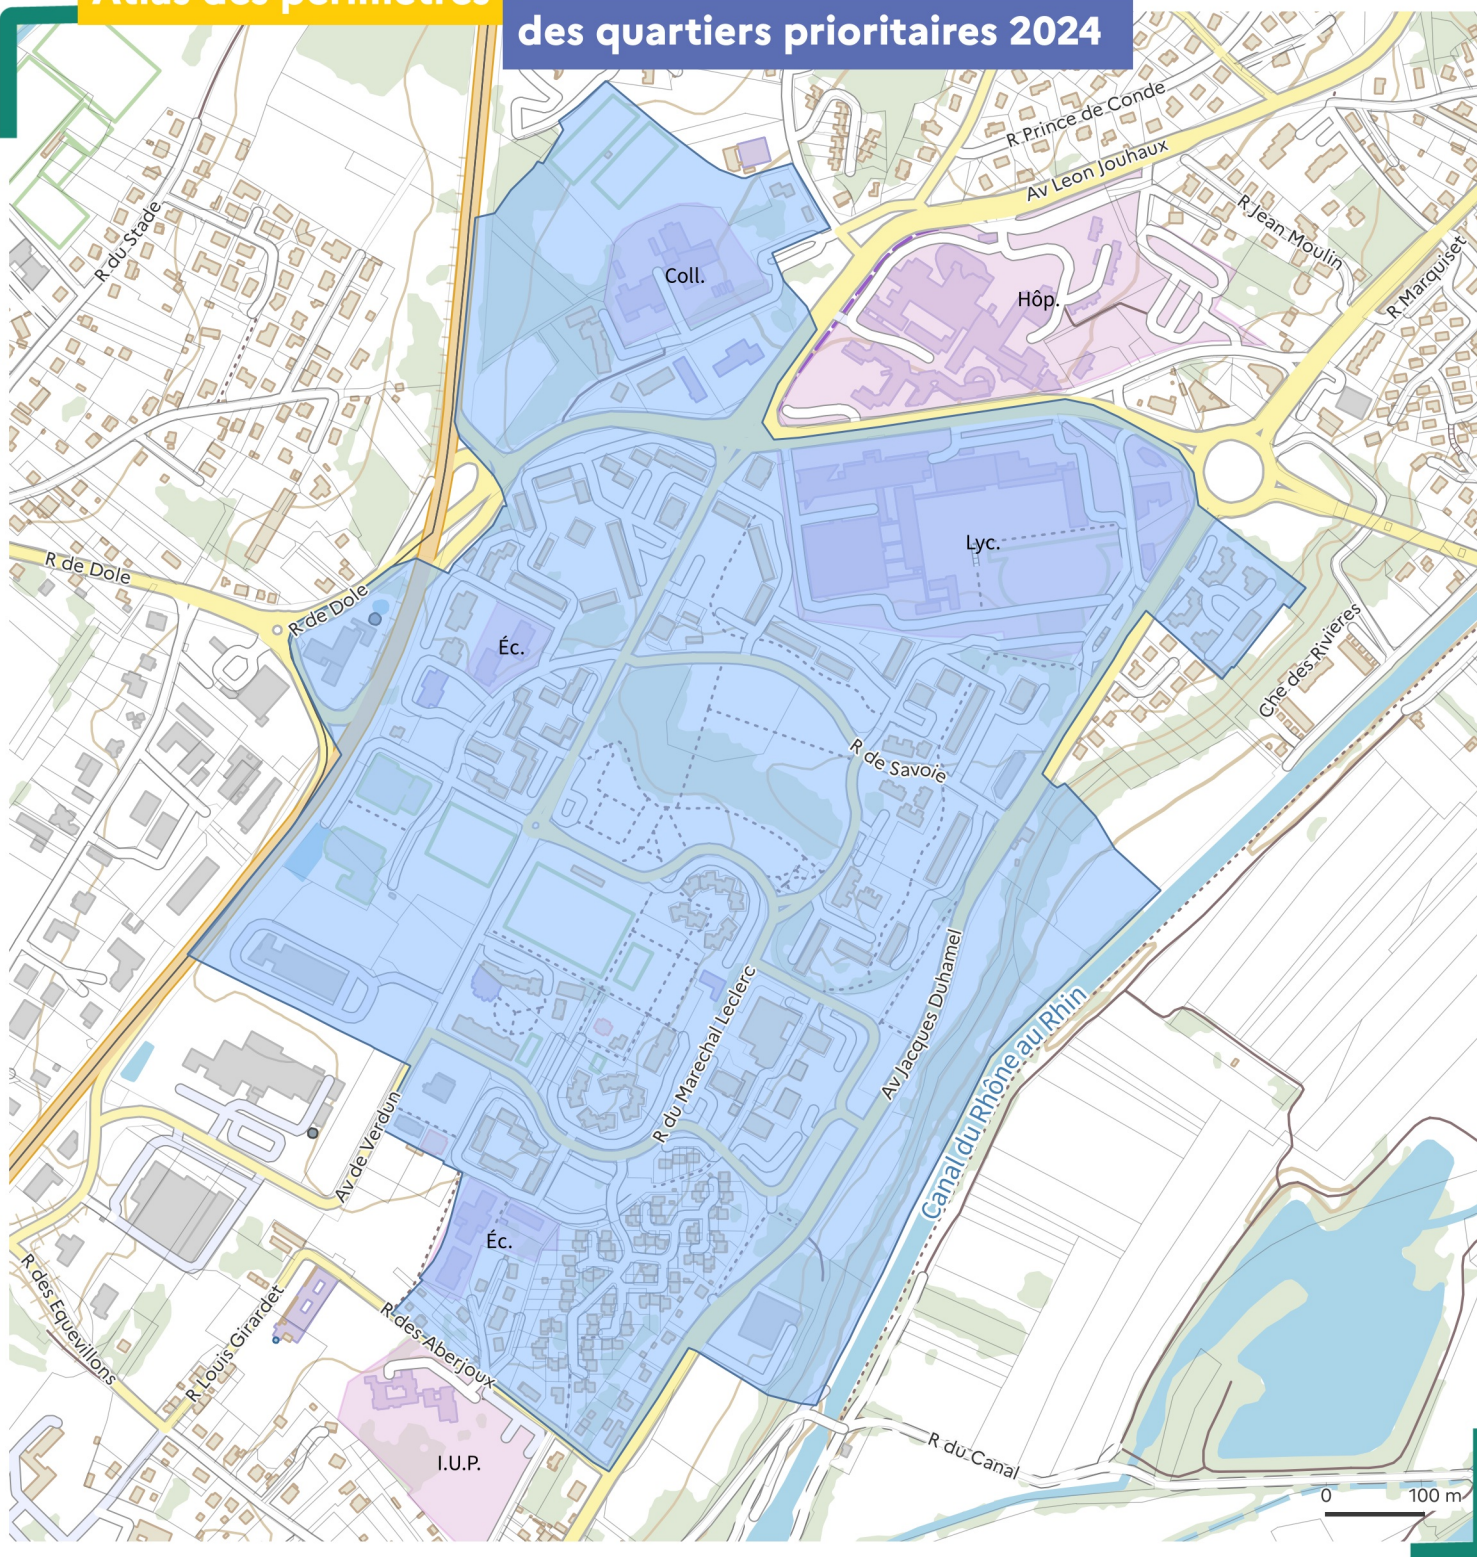 Atlas des périmètres
des quartiers prioritaires 2024
R Prince de Conde
Av Leon Jouhaux
R Jean Moulin
R Marquiset
R du Stade
Coll.
Hôp.
Lyc.
R de Dole
R de Dole
Éc.
Che des Rivieres
R de Savoie
Av Jacques Duhamel
R du Marechal Leclerc
Canal du Rhône au Rhin
Av de Verdun
Éc.
R des Equevillons
R Louis Girardet
R des Aberjoux
I.U.P.
R du Canal
0 100 m